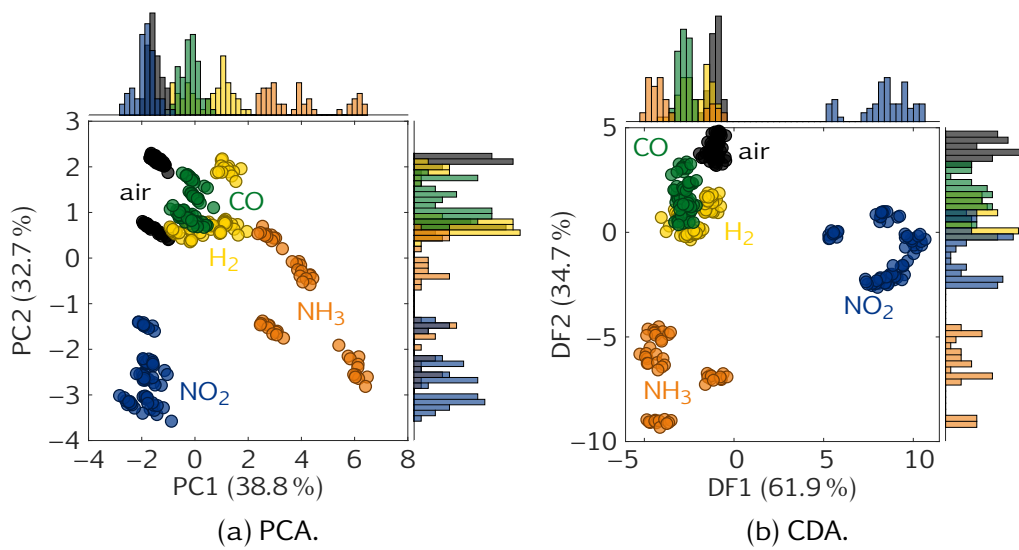 3
2
1
0
−1
−2
−3
−4
PC2 (32.7 %)
air
CO
H2
NH3
NO2
−4
−2
0
2
4
6
8
PC1 (38.8 %)
(a) PCA.
5
0
−5
−10
DF2 (34.7 %)
CO
air
H2
NO2
NH3
−5
0
5
10
DF1 (61.9 %)
(b) CDA.